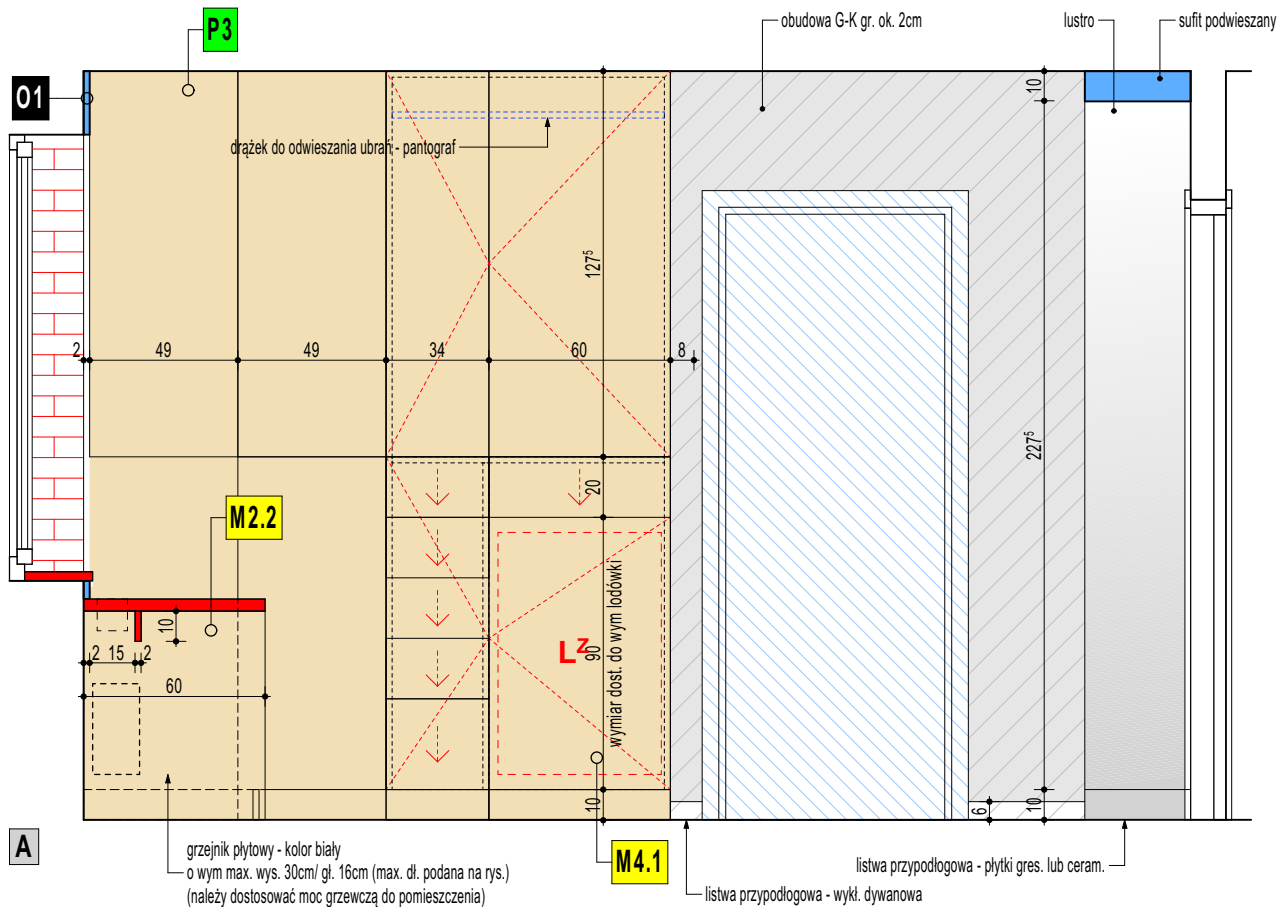 P3
obudowa G-K gr. ok. 2cm
lustro
sufit podwieszany
O1
10
drążek do odwieszania ubrań - pantograf
127⁵
2
49
49
34
60
8
227⁵
20
M2.2
wymiar dost. do wym lodówki
10
2
15
2
L^Z
90
60
10
6
10
A
grzejnik płytowy - kolor biały
o wym max. wys. 30cm/ gł. 16cm (max. dł. podana na rys.)
(należy dostosować moc grzewczą do pomieszczenia)
M4.1
listwa przypodłogowa - płytki gres. lub ceram.
listwa przypodłogowa - wykł. dywanowa